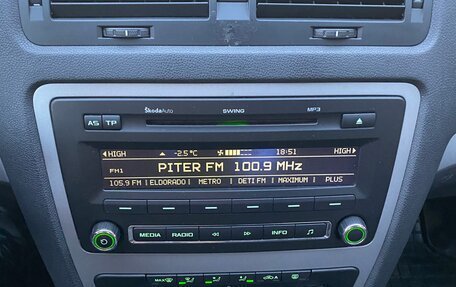 ŠkodaAuto SWING MP3
AS TP
HIGH -2.5°C 18:51 HIGH
FM1 PITER FM 100.9 MHz
105.9 FM | ELDORADO | METRO | DETI FM | MAXIMUM | PLUS
MEDIA RADIO INFO
MAX A